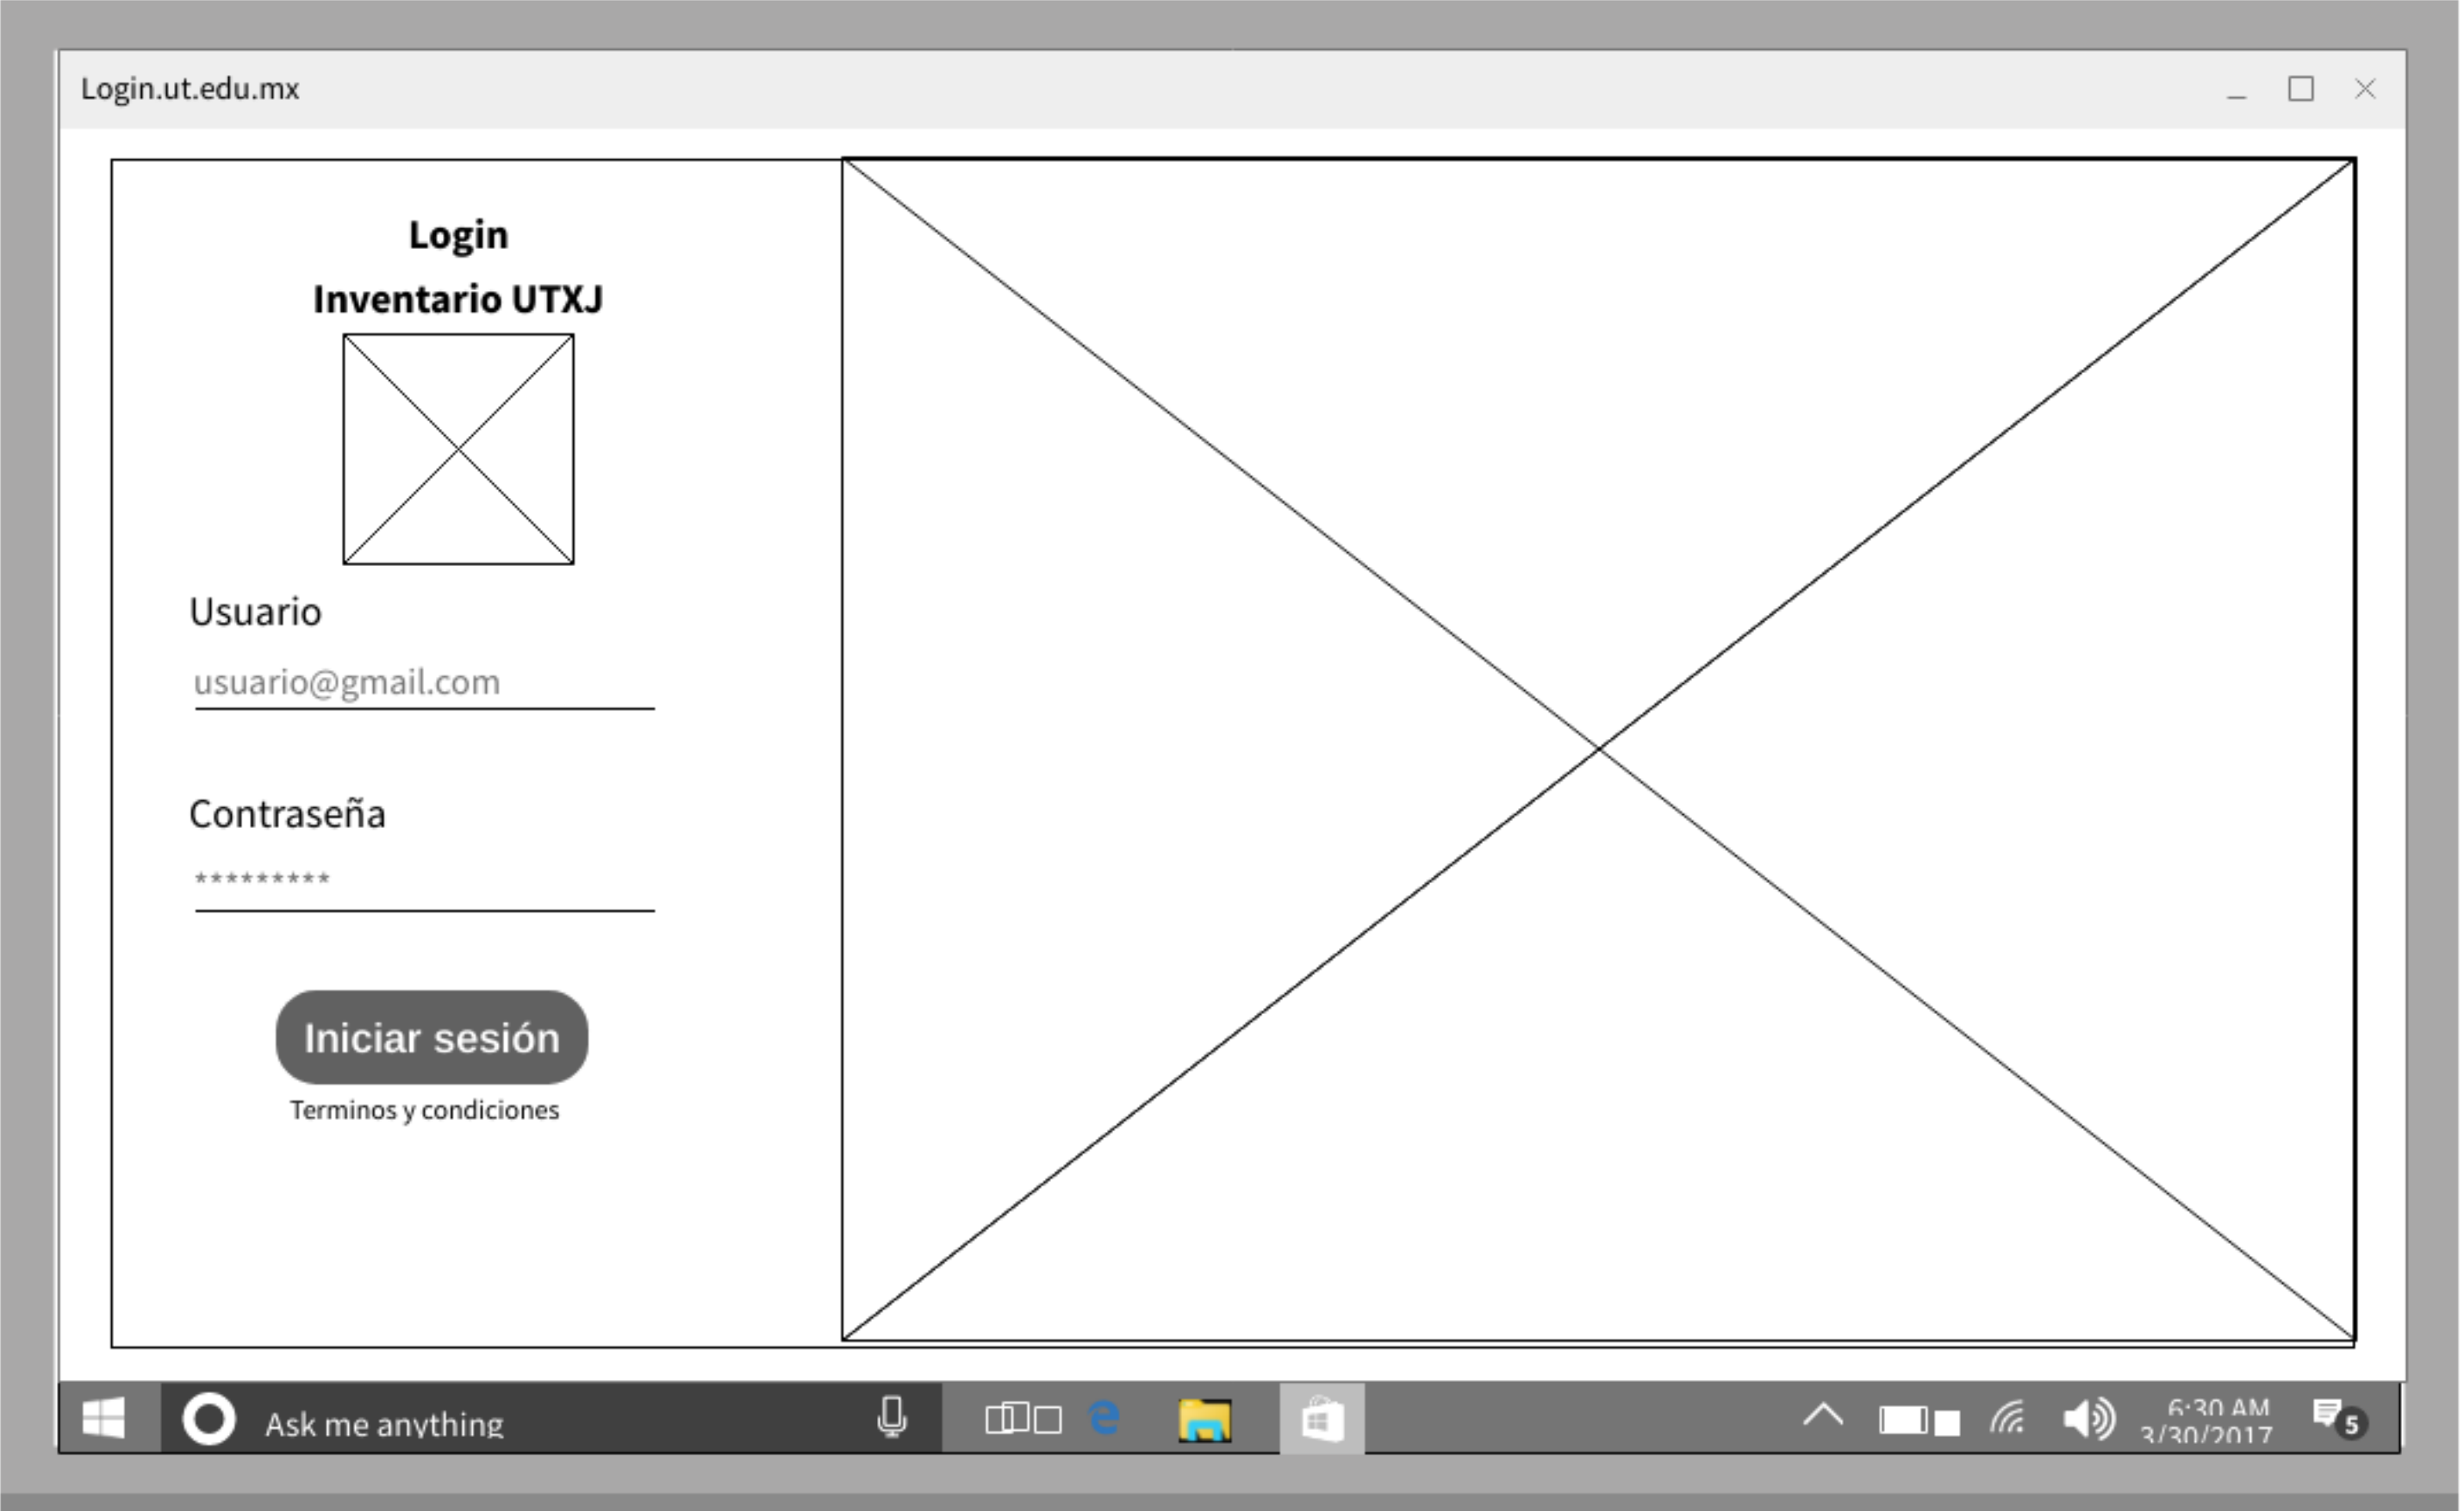 Login.ut.edu.mx
Login
Inventario UTXJ
Usuario
usuario@gmail.com
Contraseña
*********
Iniciar sesión
Terminos y condiciones
Ask me anything
6:30 AM
3/30/2017
5